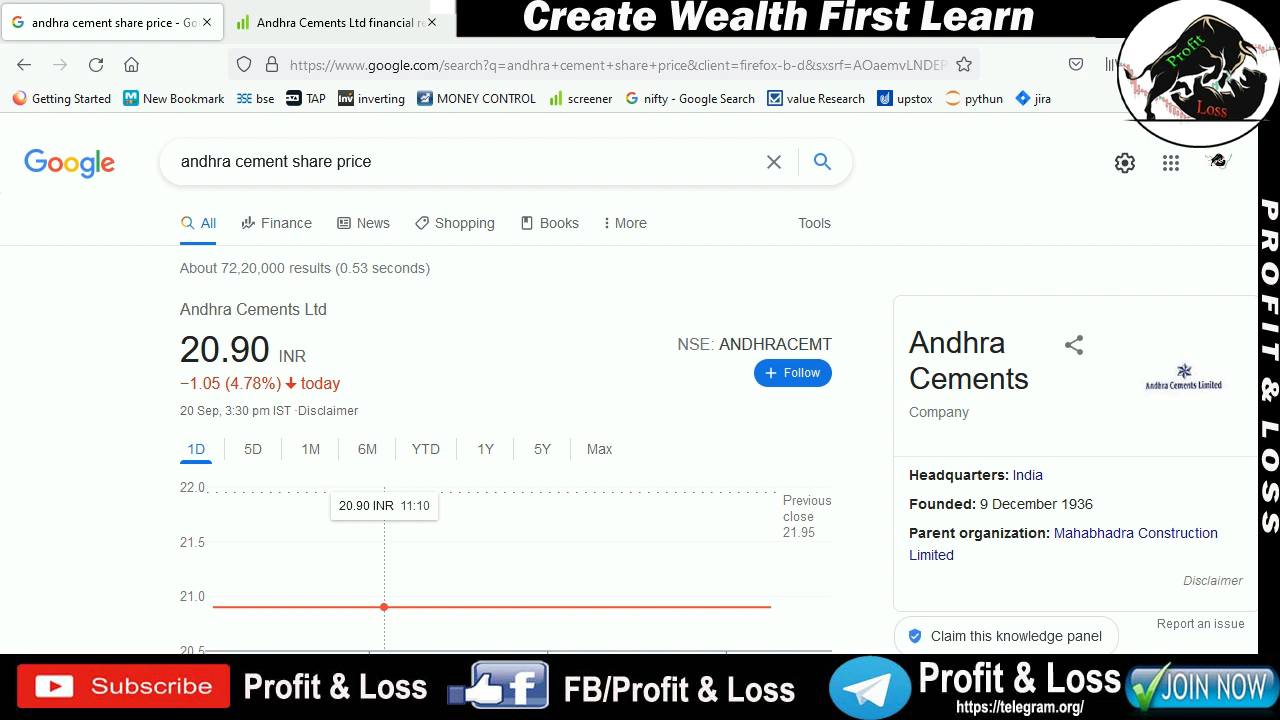 Create Wealth First Learn
andhra cement share price - Go
Andhra Cements Ltd financial re
https://www.google.com/search?q=andhra+cement+share+price&client=firefox-b-d&sxsrf=AOaemvLNDEP
Getting Started
New Bookmark
bse
TAP
inverting
MONEY CONTROL
screener
nifty - Google Search
value Research
upstox
pythun
jira
Profit
Loss
Google
andhra cement share price
All
Finance
News
Shopping
Books
More
Tools
About 72,20,000 results (0.53 seconds)
Andhra Cements Ltd
20.90 INR
NSE: ANDHRACEMT
+ Follow
−1.05 (4.78%) today
20 Sep, 3:30 pm IST ·Disclaimer
1D
5D
1M
6M
YTD
1Y
5Y
Max
22.0
21.5
21.0
20.5
20.90 INR 11:10
Previous
close
21.95
Andhra
Cements
Company
Andhra Cements Limited
Headquarters: India
Founded: 9 December 1936
Parent organization: Mahabhadra Construction
Limited
Disclaimer
Report an issue
Claim this knowledge panel
PROFIT & LOSS
Subscribe
Profit & Loss
FB/Profit & Loss
Profit & Loss
https://telegram.org/
JOIN NOW